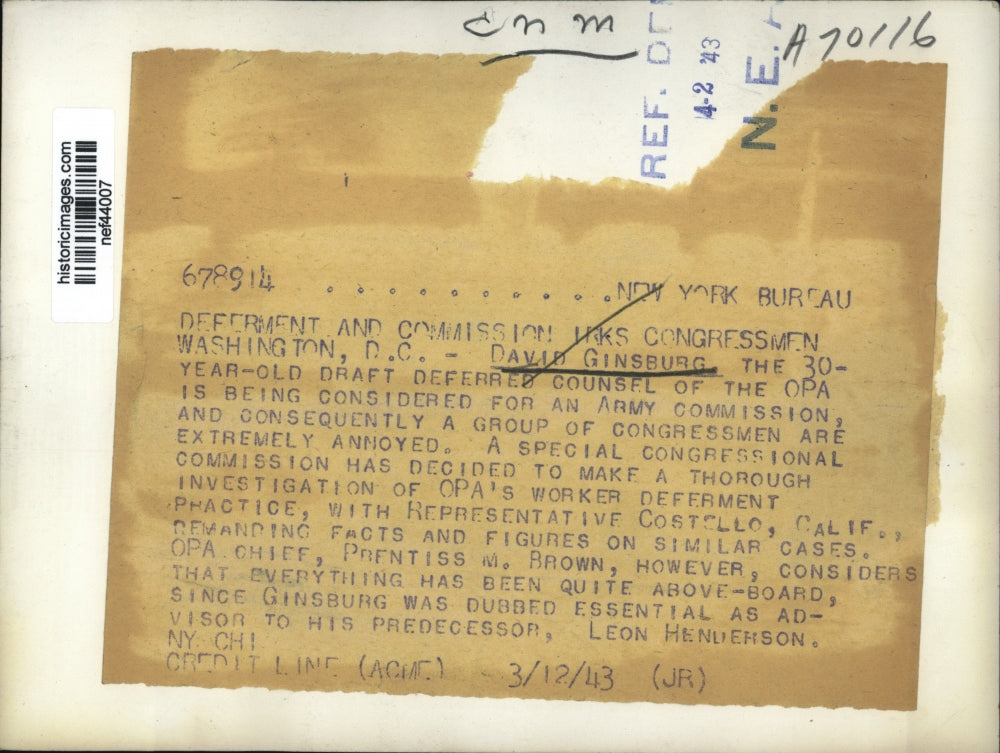 C n m
A70116
REF. DE
4-2 '43
N. E. A
historicimages.com
nef44007
678914 . . . . . . . . . . . NEW YORK BUREAU
DEFERMENT AND COMMISSION IRKS CONGRESSMEN
WASHINGTON, D.C. - DAVID GINSBURG, THE 30-
YEAR-OLD DRAFT DEFERRED COUNSEL OF THE OPA
IS BEING CONSIDERED FOR AN ARMY COMMISSION,
AND CONSEQUENTLY A GROUP OF CONGRESSMEN ARE
EXTREMELY ANNOYED. A SPECIAL CONGRESSIONAL
COMMISSION HAS DECIDED TO MAKE A THOROUGH
INVESTIGATION OF OPA'S WORKER DEFERMENT
PRACTICE, WITH REPRESENTATIVE COSTELLO, CALIF.,
DEMANDING FACTS AND FIGURES ON SIMILAR CASES.
OPA CHIEF, PRENTISS M. BROWN, HOWEVER, CONSIDERS
THAT EVERYTHING HAS BEEN QUITE ABOVE-BOARD,
SINCE GINSBURG WAS DUBBED ESSENTIAL AS AD-
VISOR TO HIS PREDECESSOR, LEON HENDERSON.
NY CHI
CREDIT LINE (ACME) 3/12/43 (JR)